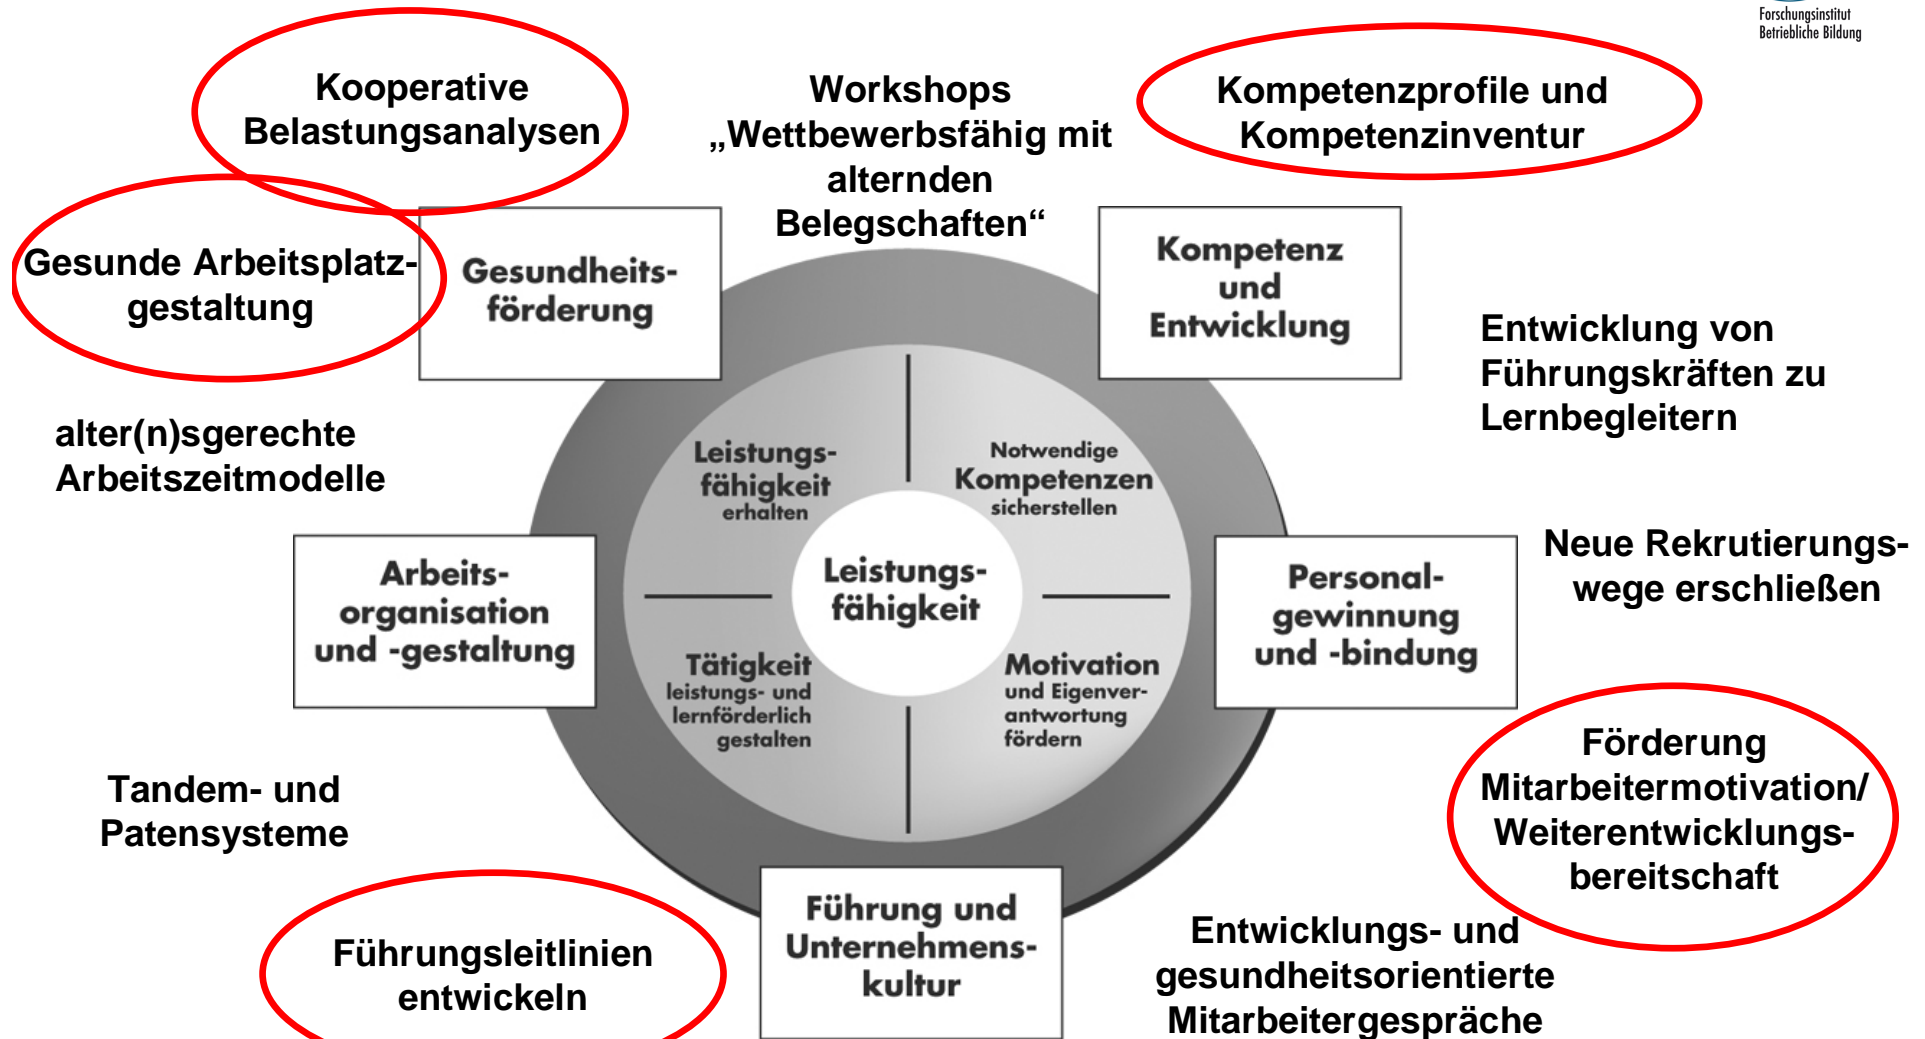 Forschungsinstitut
Betriebliche Bildung
Kooperative
Belastungsanalysen
Workshops
„Wettbewerbsfähig mit
alternden
Belegschaften“
Kompetenzprofile und
Kompetenzinventur
Gesunde Arbeitsplatz-
gestaltung
Gesundheits-
förderung
Kompetenz
und
Entwicklung
Entwicklung von
Führungskräften zu
Lernbegleitern
alter(n)sgerechte
Arbeitszeitmodelle
Leistungs-
fähigkeit
erhalten
Notwendige
Kompetenzen
sicherstellen
Arbeits-
organisation
und -gestaltung
Leistungs-
fähigkeit
Personal-
gewinnung
und -bindung
Neue Rekrutierungs-
wege erschließen
Tätigkeit
leistungs- und
lernförderlich
gestalten
Motivation
und Eigenver-
antwortung
fördern
Tandem- und
Patensysteme
Förderung
Mitarbeitermotivation/
Weiterentwicklungs-
bereitschaft
Führungsleitlinien
entwickeln
Führung und
Unternehmens-
kultur
Entwicklungs- und
gesundheitsorientierte
Mitarbeitergespräche